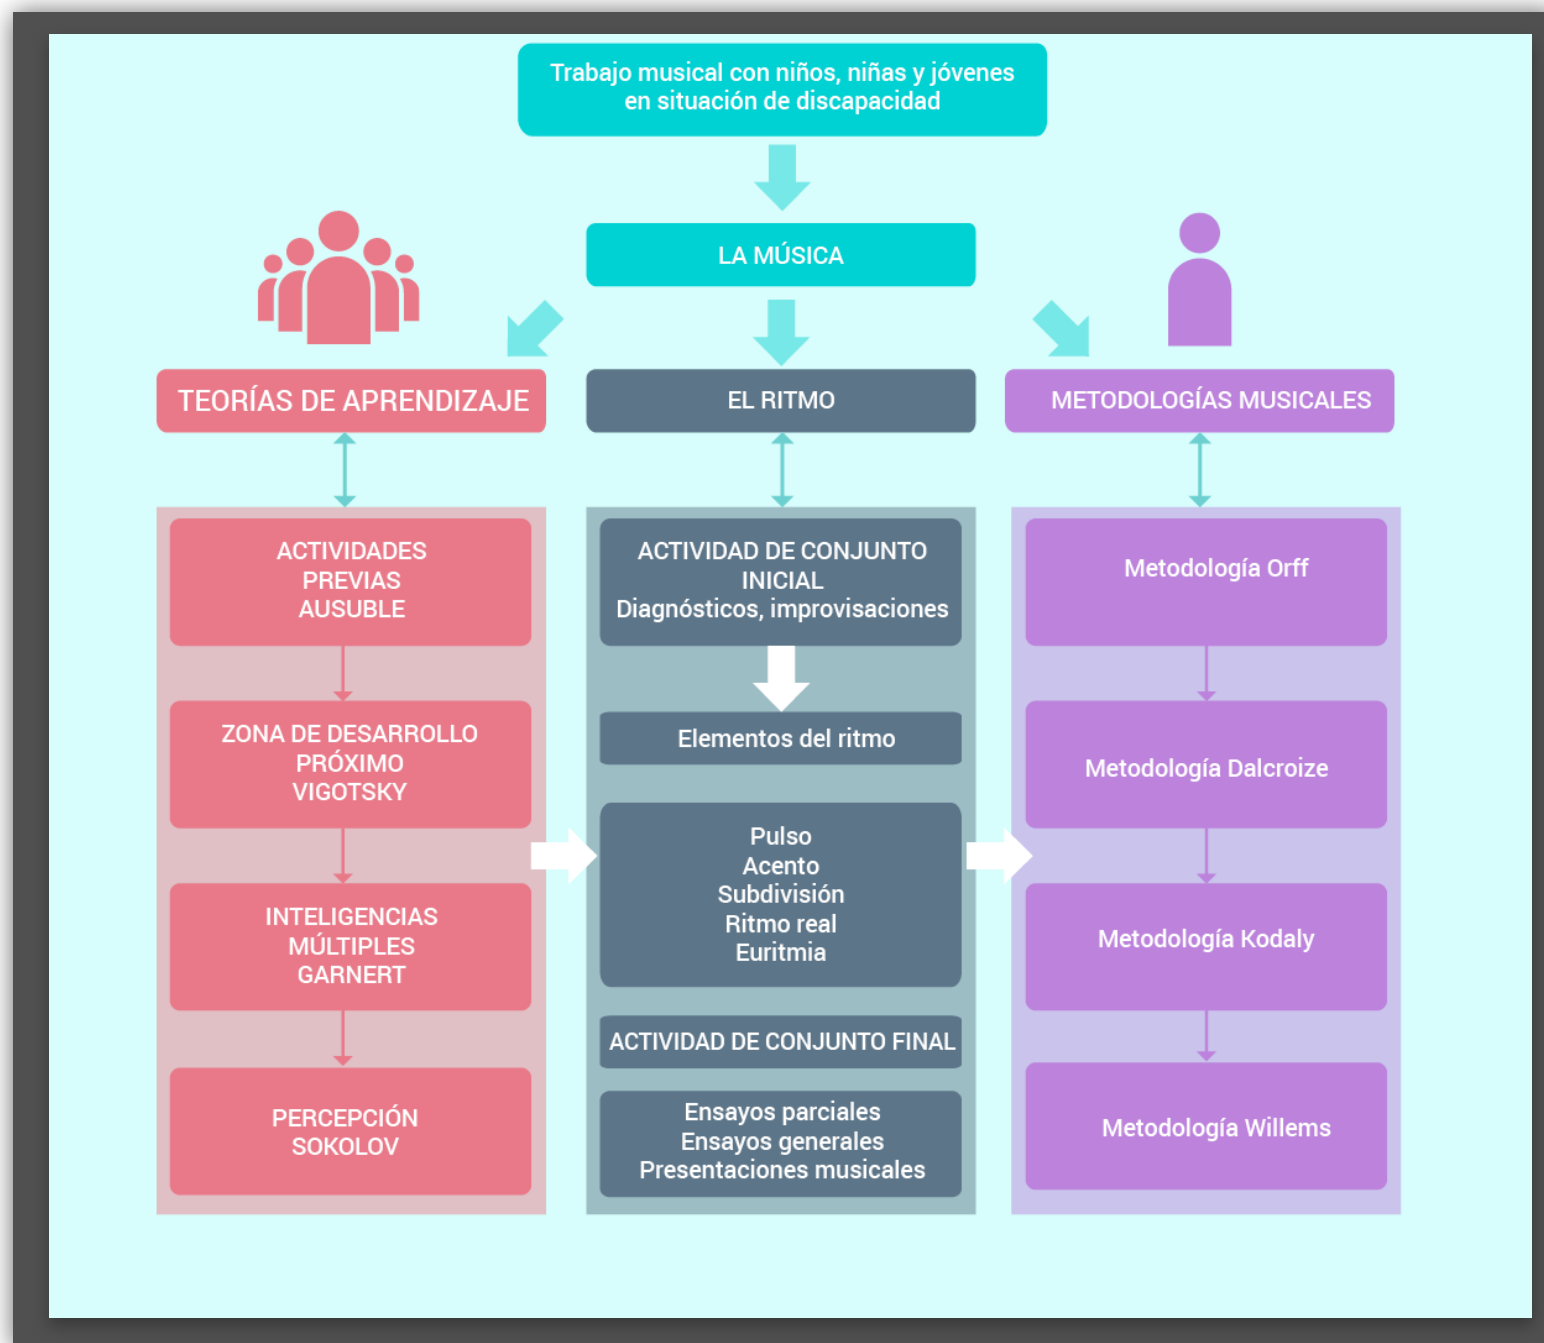 Trabajo musical con niños, niñas y jóvenes
en situación de discapacidad
LA MÚSICA
TEORÍAS DE APRENDIZAJE
EL RITMO
METODOLOGÍAS MUSICALES
ACTIVIDADES
PREVIAS
AUSUBLE
ZONA DE DESARROLLO
PRÓXIMO
VIGOTSKY
INTELIGENCIAS
MÚLTIPLES
GARNERT
PERCEPCIÓN
SOKOLOV
ACTIVIDAD DE CONJUNTO
INICIAL
Diagnósticos, improvisaciones
Elementos del ritmo
Pulso
Acento
Subdivisión
Ritmo real
Euritmia
ACTIVIDAD DE CONJUNTO FINAL
Ensayos parciales
Ensayos generales
Presentaciones musicales
Metodología Orff
Metodología Dalcroize
Metodología Kodaly
Metodología Willems